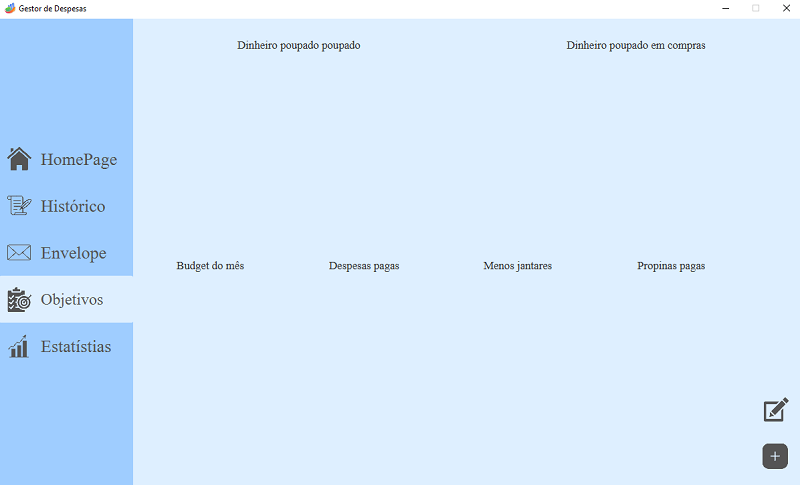 Gestor de Despesas
HomePage
Histórico
Envelope
Objetivos
Estatístias
Dinheiro poupado poupado
Dinheiro poupado em compras
Budget do mês
Despesas pagas
Menos jantares
Propinas pagas